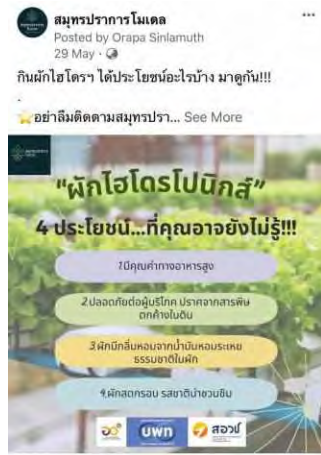 สมุทรปราการโมเดล
Posted by Orapa Sinlamuth
29 May
กินผักไฮโดรฯ ได้ประโยชน์อะไรบ้าง มาดูกัน!!!
.
⭐อย่าลืมติดตามสมุทรปรา... See More
"ผักไฮโดรโปนิกส์"
4 ประโยชน์...ที่คุณอาจยังไม่รู้!!!
1.มีคุณค่าทางอาหารสูง
2.ปลอดภัยต่อผู้บริโภค ปราศจากสารพิษ
ตกค้างในดิน
3.ผักมีกลิ่นหอมจากน้ำมันหอมระเหย
ธรรมชาติในผัก
4.ผักสดกรอบ รสชาติน่าชวนชิม
บพท
สอวช